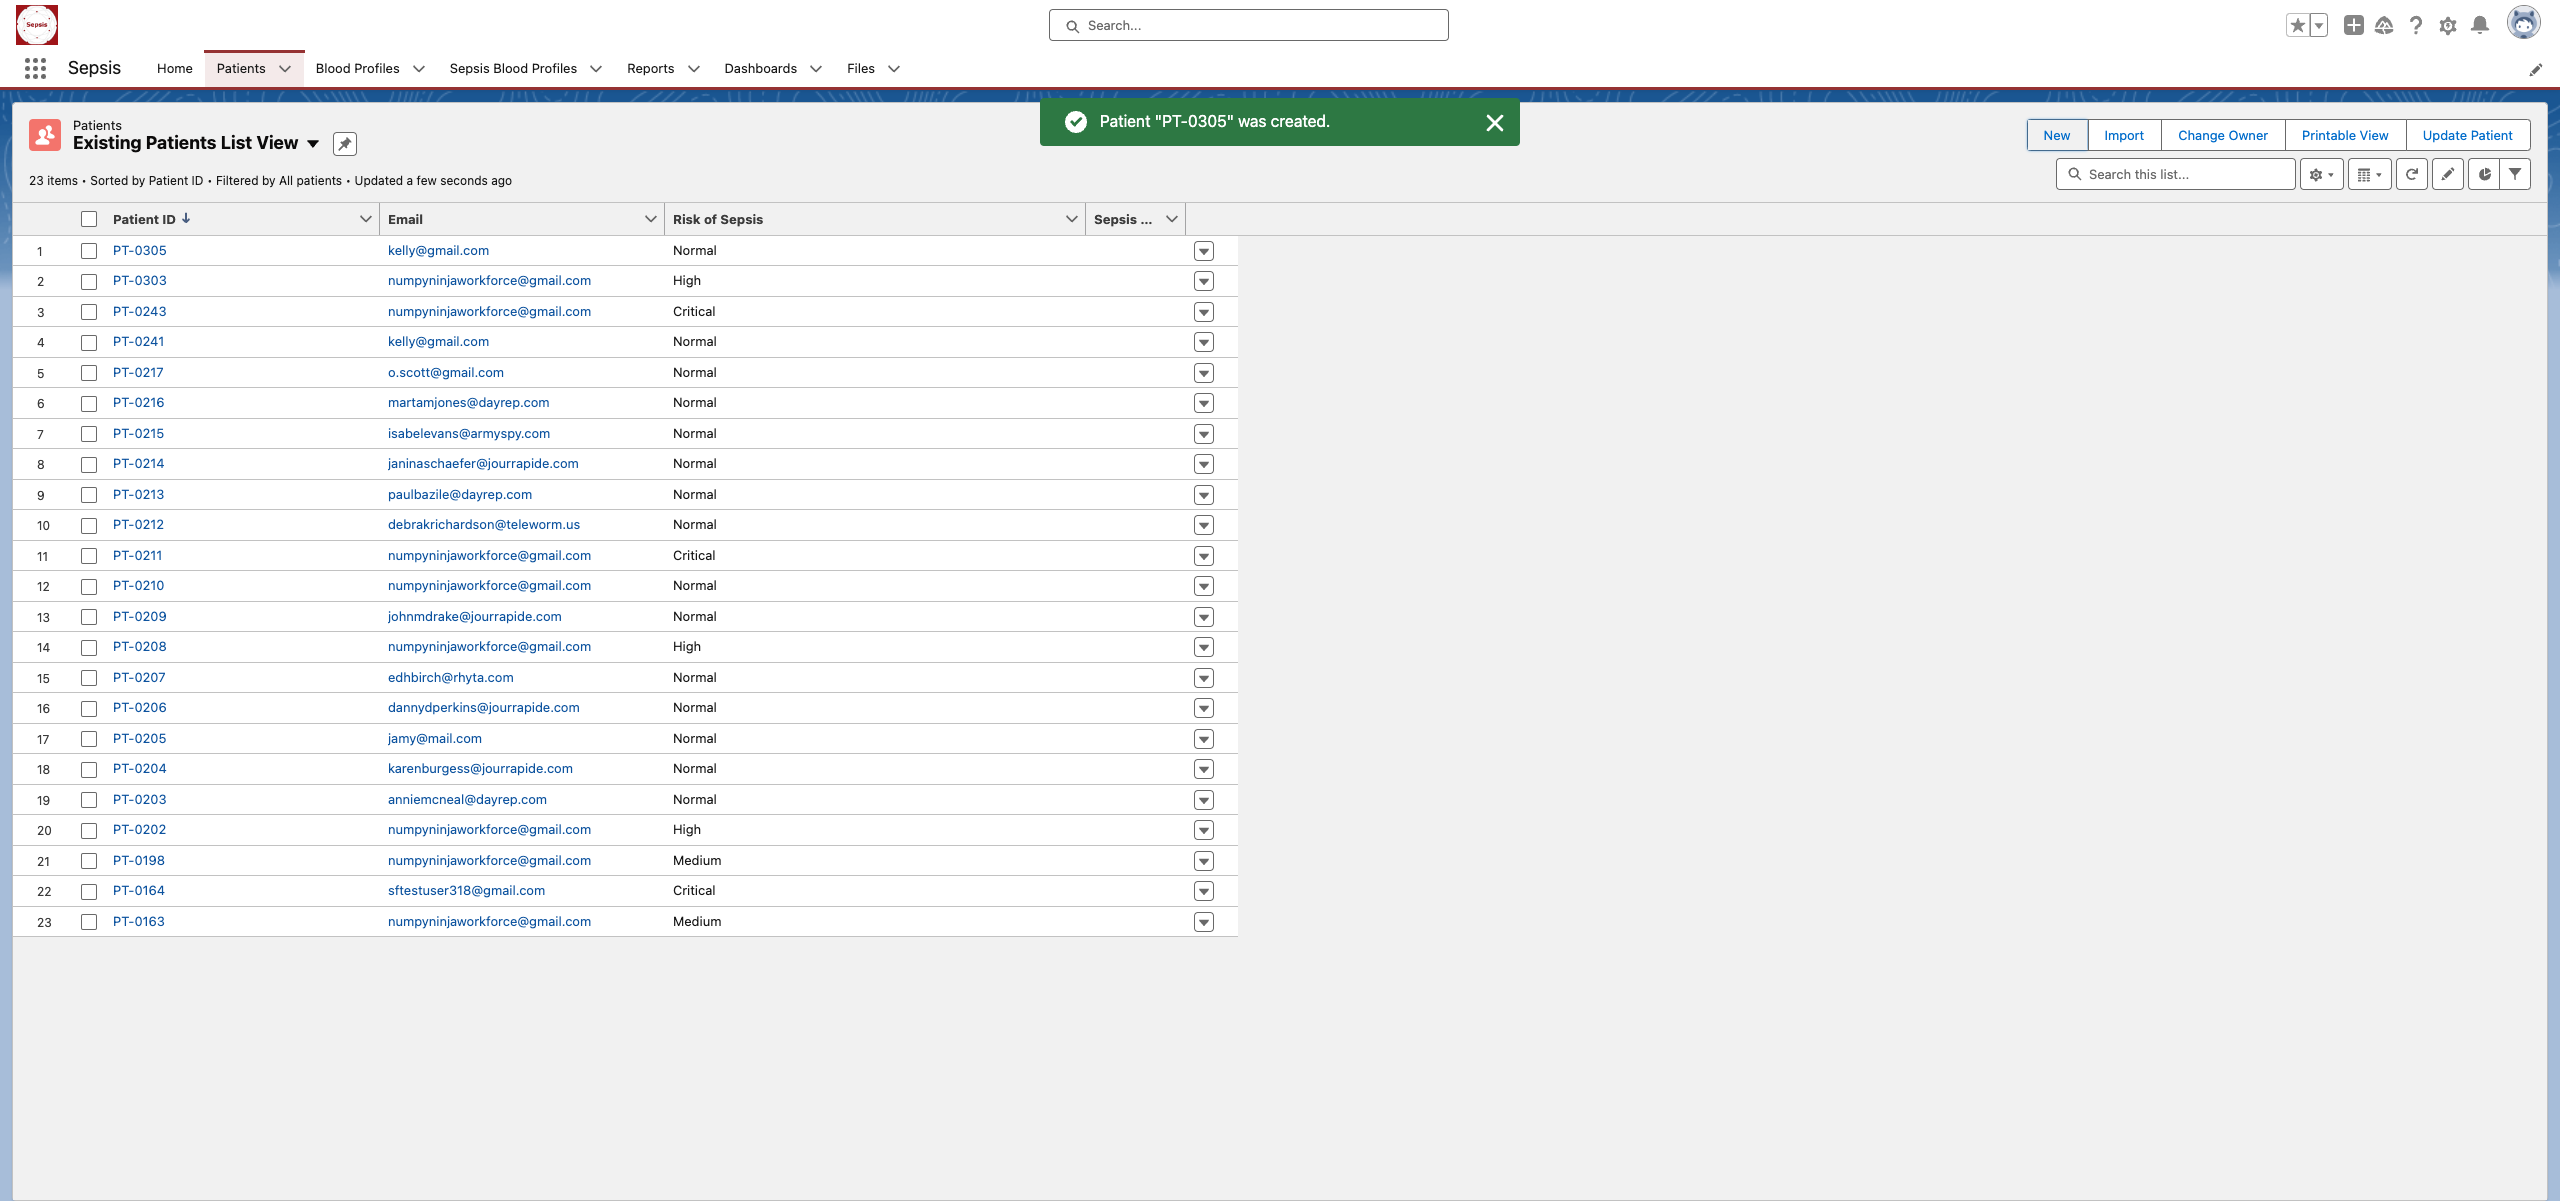 Sepsis
Search...
Sepsis
Home
Patients
Blood Profiles
Sepsis Blood Profiles
Reports
Dashboards
Files
Patients
Existing Patients List View
Patient "PT-0305" was created.
New
Import
Change Owner
Printable View
Update Patient
23 items • Sorted by Patient ID • Filtered by All patients • Updated a few seconds ago
Search this list...
Patient ID Email Risk of Sepsis Sepsis ...
1 PT-0305 kelly@gmail.com Normal
2 PT-0303 numpyninjaworkforce@gmail.com High
3 PT-0243 numpyninjaworkforce@gmail.com Critical
4 PT-0241 kelly@gmail.com Normal
5 PT-0217 o.scott@gmail.com Normal
6 PT-0216 martamjones@dayrep.com Normal
7 PT-0215 isabelevans@armyspy.com Normal
8 PT-0214 janinaschaefer@jourrapide.com Normal
9 PT-0213 paulbazile@dayrep.com Normal
10 PT-0212 debrakrichardson@teleworm.us Normal
11 PT-0211 numpyninjaworkforce@gmail.com Critical
12 PT-0210 numpyninjaworkforce@gmail.com Normal
13 PT-0209 johnmdrake@jourrapide.com Normal
14 PT-0208 numpyninjaworkforce@gmail.com High
15 PT-0207 edhbirch@rhyta.com Normal
16 PT-0206 dannydperkins@jourrapide.com Normal
17 PT-0205 jamy@mail.com Normal
18 PT-0204 karenburgess@jourrapide.com Normal
19 PT-0203 anniemcneal@dayrep.com Normal
20 PT-0202 numpyninjaworkforce@gmail.com High
21 PT-0198 numpyninjaworkforce@gmail.com Medium
22 PT-0164 sftestuser318@gmail.com Critical
23 PT-0163 numpyninjaworkforce@gmail.com Medium